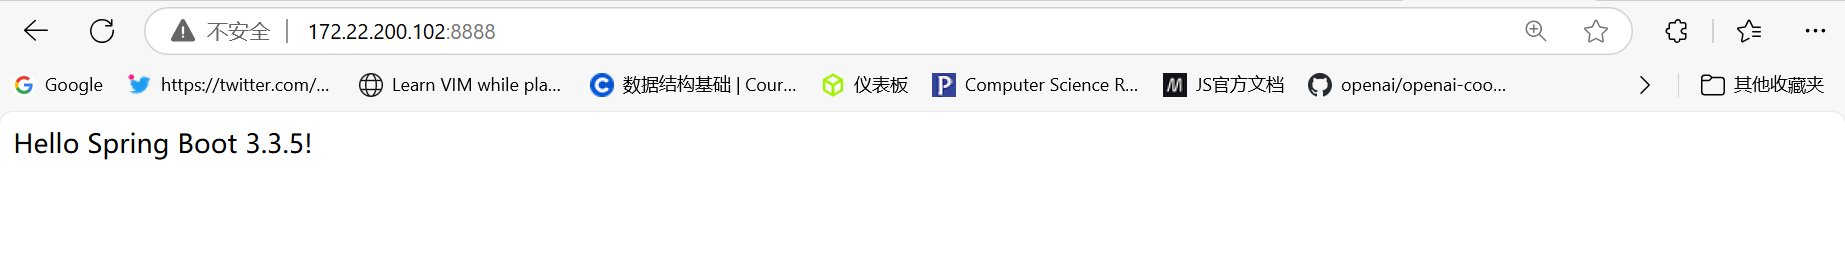 不安全 | 172.22.200.102:8888
Google https://twitter.com/... Learn VIM while pla... 数据结构基础 | Cour... 仪表板 Computer Science R... JS官方文档 openai/openai-coo... 其他收藏夹
Hello Spring Boot 3.3.5!